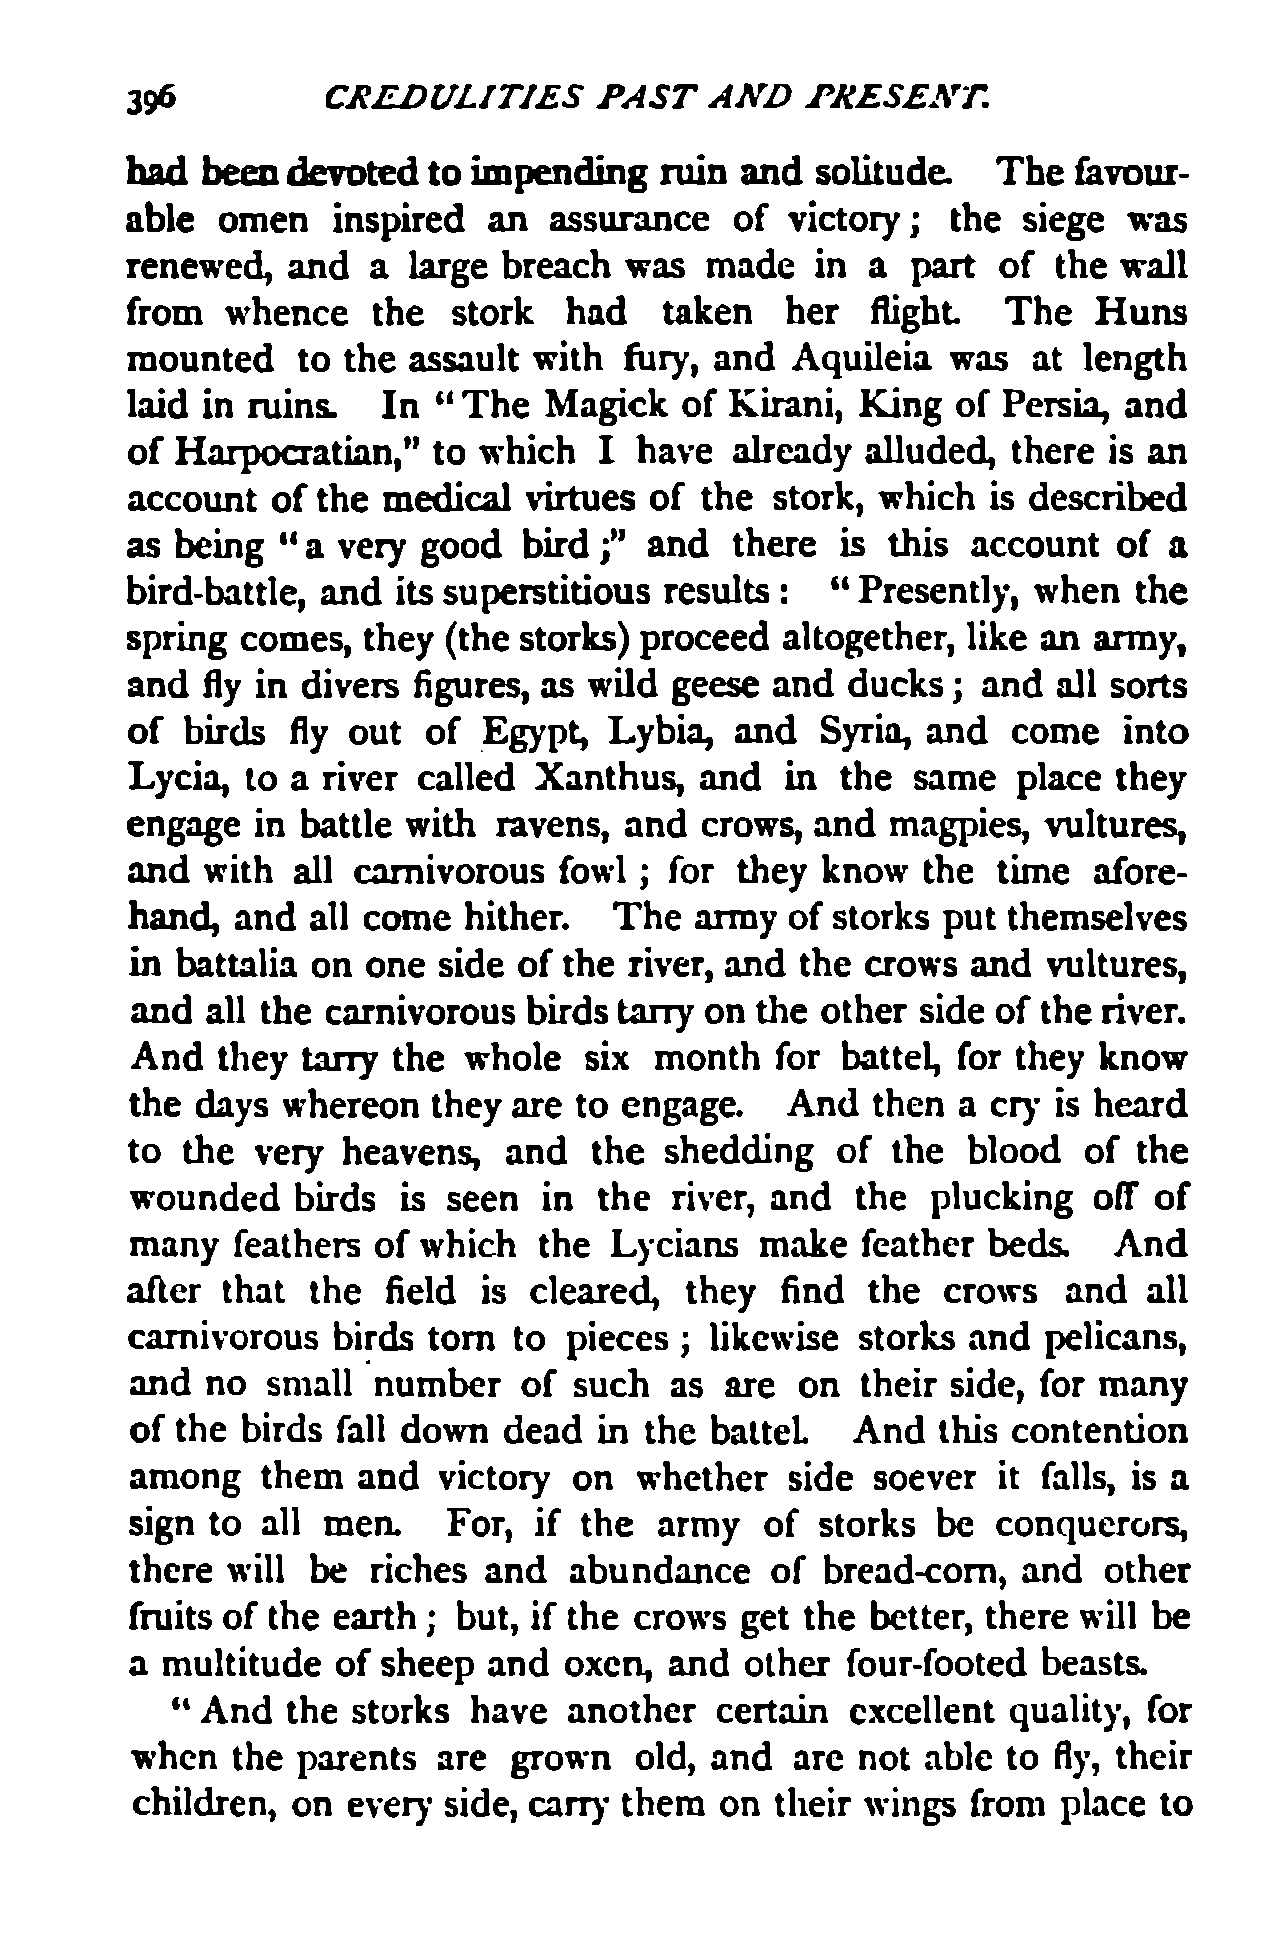 396 CREDULITIES PAST AND PRESENT.
had been devoted to impending ruin and solitude. The favour-
able omen inspired an assurance of victory; the siege was
renewed, and a large breach was made in a part of the wall
from whence the stork had taken her flight. The Huns
mounted to the assault with fury, and Aquileia was at length
laid in ruins. In "The Magick of Kirani, King of Persia, and
of Harpocratian," to which I have already alluded, there is an
account of the medical virtues of the stork, which is described
as being "a very good bird;" and there is this account of a
bird-battle, and its superstitious results: "Presently, when the
spring comes, they (the storks) proceed altogether, like an army,
and fly in divers figures, as wild geese and ducks; and all sorts
of birds fly out of Egypt, Lybia, and Syria, and come into
Lycia, to a river called Xanthus, and in the same place they
engage in battle with ravens, and crows, and magpies, vultures,
and with all carnivorous fowl; for they know the time afore-
hand, and all come hither. The army of storks put themselves
in battalia on one side of the river, and the crows and vultures,
and all the carnivorous birds tarry on the other side of the river.
And they tarry the whole six month for battel, for they know
the days whereon they are to engage. And then a cry is heard
to the very heavens, and the shedding of the blood of the
wounded birds is seen in the river, and the plucking off of
many feathers of which the Lycians make feather beds. And
after that the field is cleared, they find the crows and all
carnivorous birds torn to pieces; likewise storks and pelicans,
and no small number of such as are on their side, for many
of the birds fall down dead in the battel. And this contention
among them and victory on whether side soever it falls, is a
sign to all men. For, if the army of storks be conquerors,
there will be riches and abundance of bread-corn, and other
fruits of the earth; but, if the crows get the better, there will be
a multitude of sheep and oxen, and other four-footed beasts.
"And the storks have another certain excellent quality, for
when the parents are grown old, and are not able to fly, their
children, on every side, carry them on their wings from place to